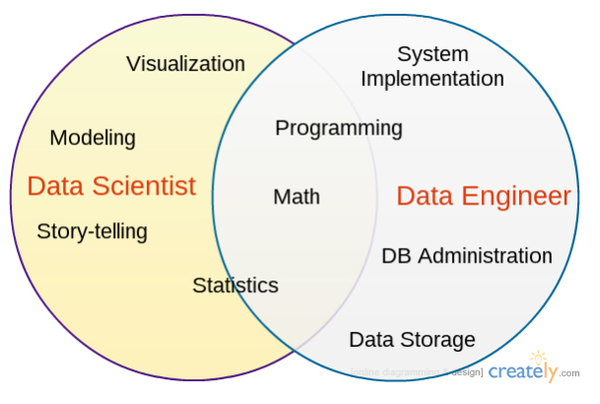 Visualization
System
Implementation
Programming
Modeling
Data Scientist
Math
Data Engineer
Story-telling
DB Administration
Statistics
Data Storage
[online diagramming & design] creately.com